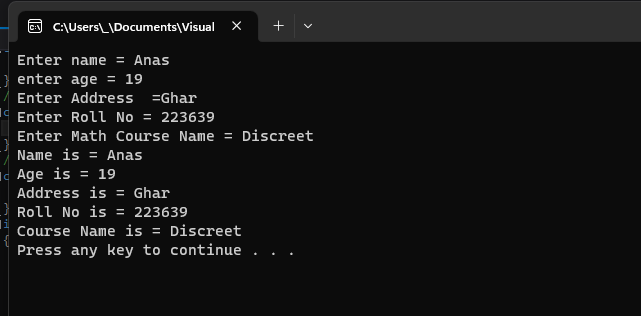 C:\Users\_\Documents\Visual
Enter name = Anas
enter age = 19
Enter Address  =Ghar
Enter Roll No = 223639
Enter Math Course Name = Discreet
Name is = Anas
Age is = 19
Address is = Ghar
Roll No is = 223639
Course Name is = Discreet
Press any key to continue . . .